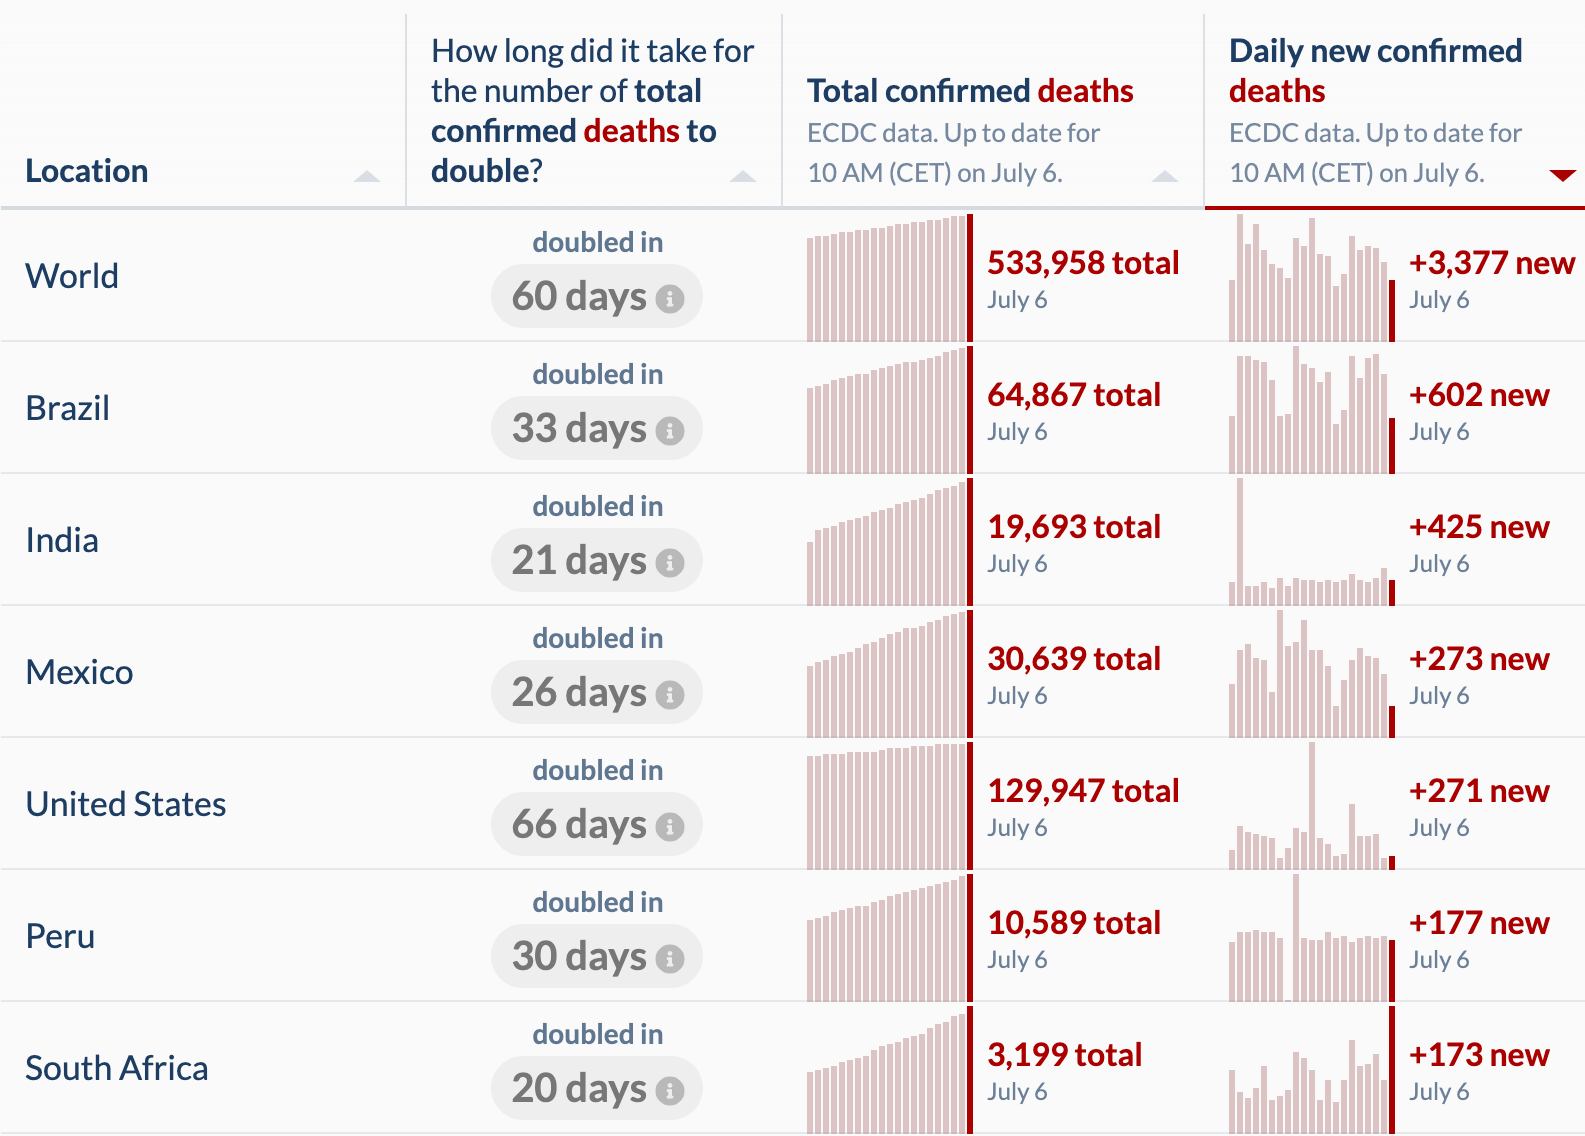 Location
How long did it take for
the number of total
confirmed deaths to
double?
Total confirmed deaths
ECDC data. Up to date for
10 AM (CET) on July 6.
Daily new confirmed
deaths
ECDC data. Up to date for
10 AM (CET) on July 6.
World
doubled in
60 days
533,958 total
July 6
+3,377 new
July 6
Brazil
doubled in
33 days
64,867 total
July 6
+602 new
July 6
India
doubled in
21 days
19,693 total
July 6
+425 new
July 6
Mexico
doubled in
26 days
30,639 total
July 6
+273 new
July 6
United States
doubled in
66 days
129,947 total
July 6
+271 new
July 6
Peru
doubled in
30 days
10,589 total
July 6
+177 new
July 6
South Africa
doubled in
20 days
3,199 total
July 6
+173 new
July 6